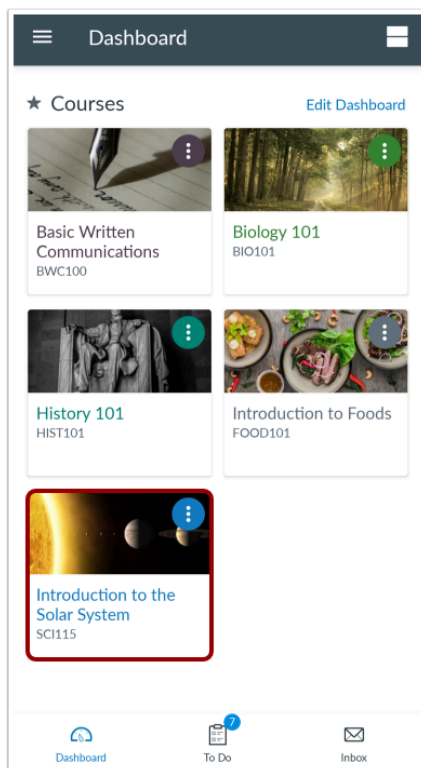 Dashboard
Courses
Edit Dashboard
Basic Written
Communications
BWC100
Biology 101
BIO101
History 101
HIST101
Introduction to Foods
FOOD101
Introduction to the
Solar System
SCI115
7
Dashboard
To Do
Inbox